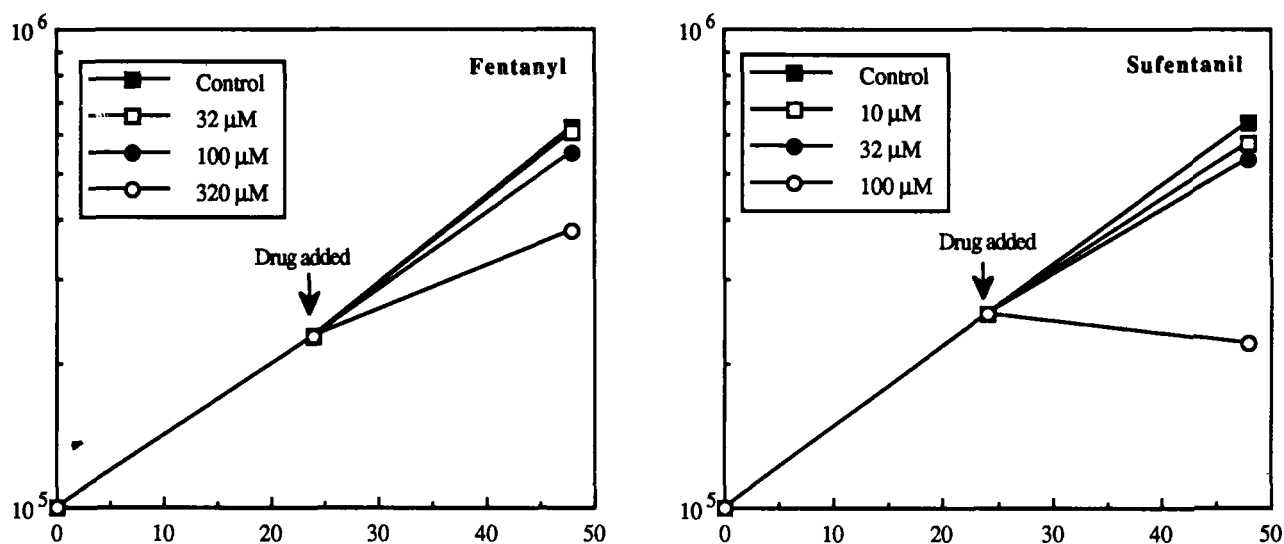 10^6
Fentanyl
Control
32 µM
100 µM
320 µM
Drug added
10^5
0 10 20 30 40 50
10^6
Sufentanil
Control
10 µM
32 µM
100 µM
Drug added
10^5
0 10 20 30 40 50